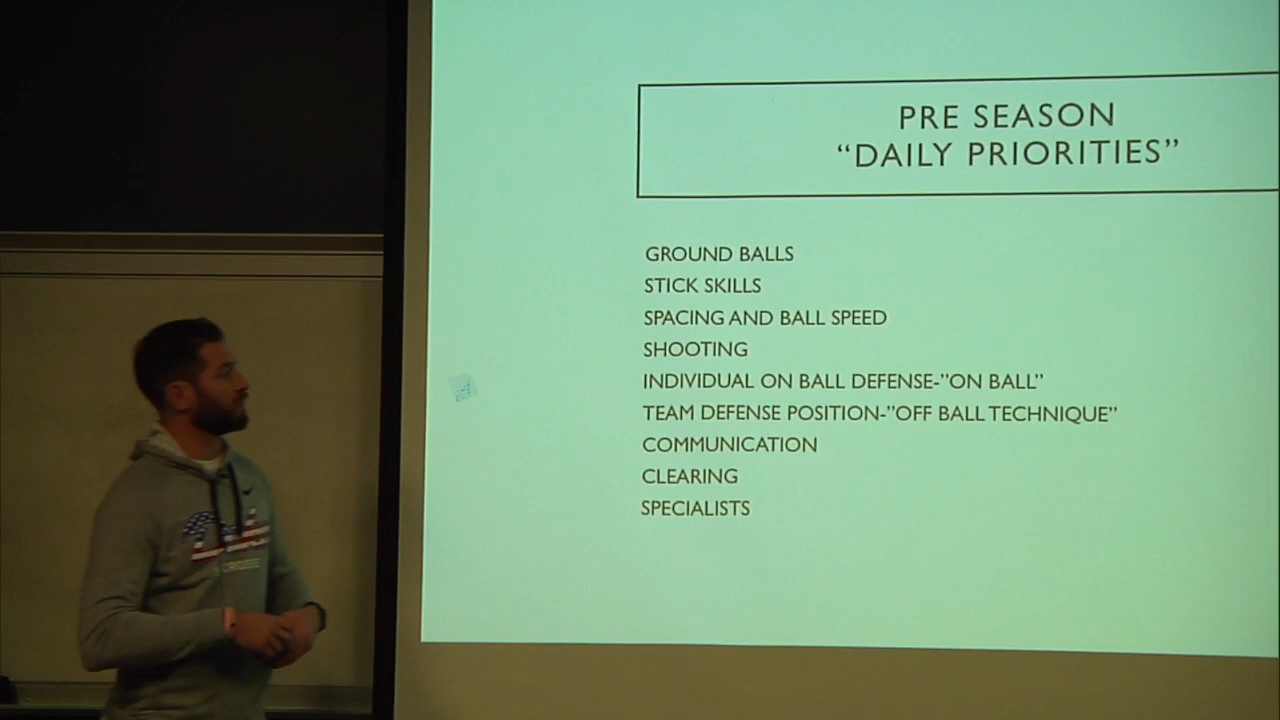 PRE SEASON
“DAILY PRIORITIES”
GROUND BALLS
STICK SKILLS
SPACING AND BALL SPEED
SHOOTING
INDIVIDUAL ON BALL DEFENSE-”ON BALL”
TEAM DEFENSE POSITION-”OFF BALL TECHNIQUE”
COMMUNICATION
CLEARING
SPECIALISTS